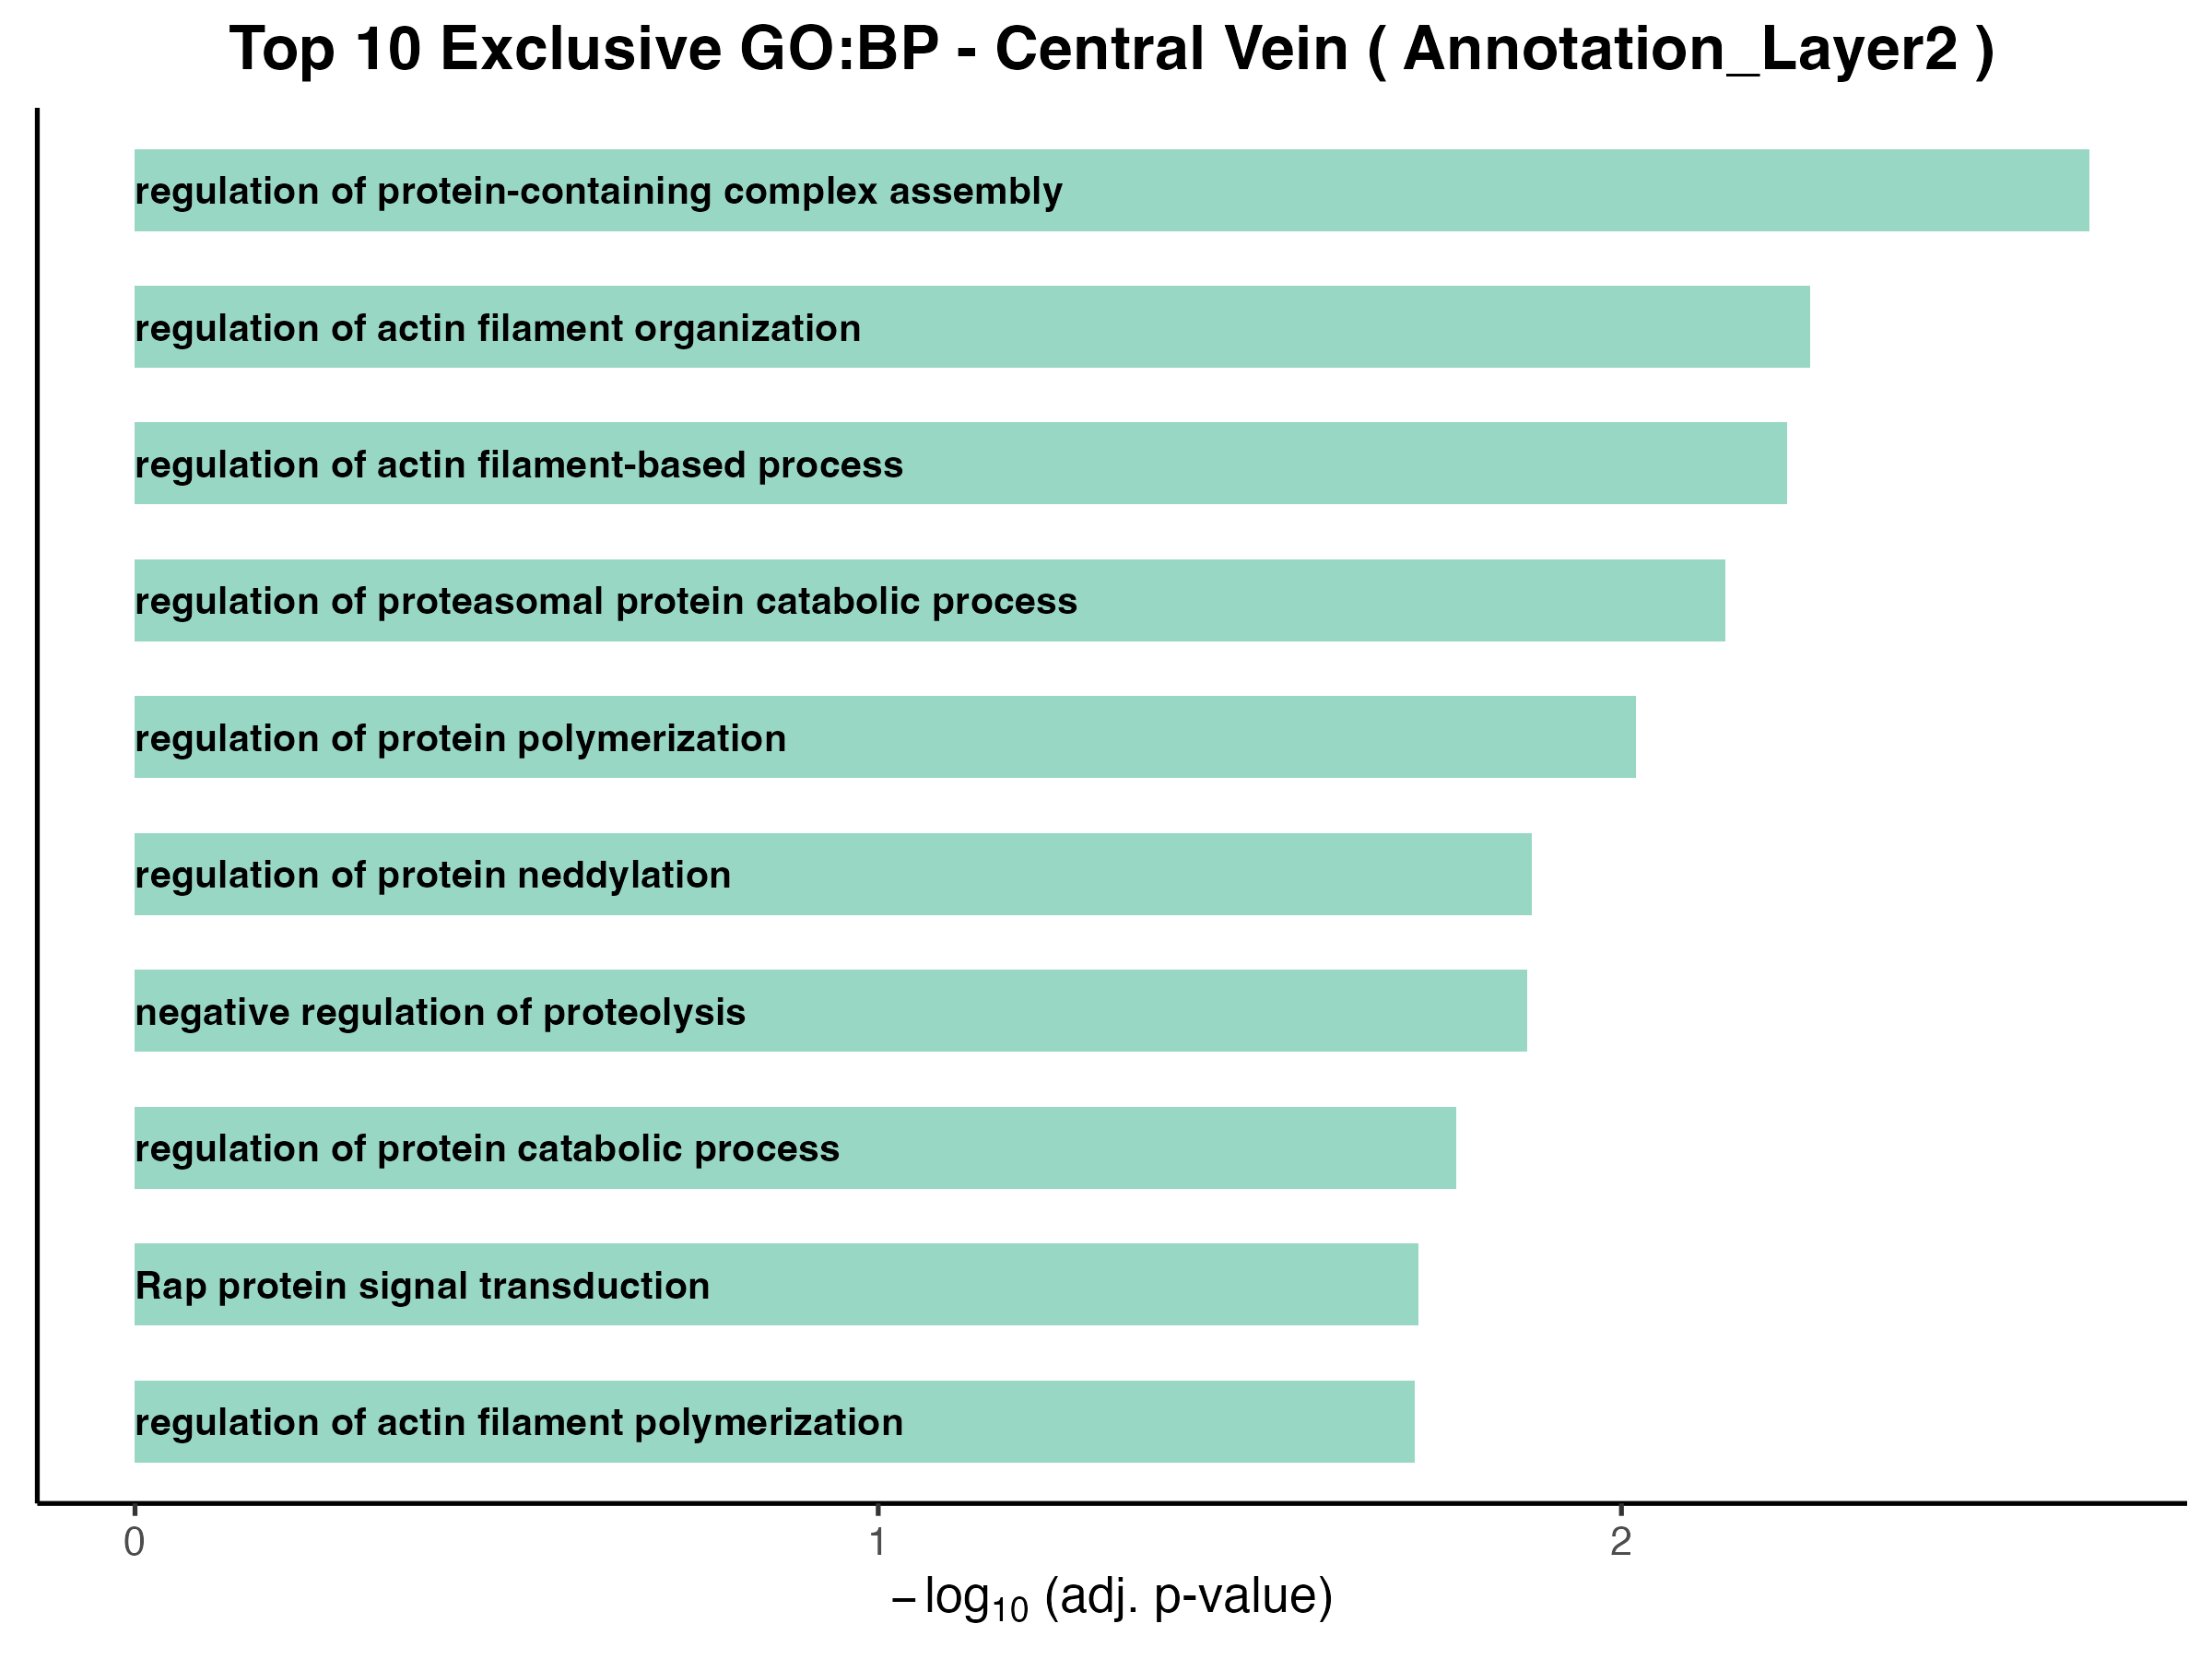 Top 10 Exclusive GO:BP - Central Vein ( Annotation_Layer2 )
regulation of protein-containing complex assembly
regulation of actin filament organization
regulation of actin filament-based process
regulation of proteasomal protein catabolic process
regulation of protein polymerization
regulation of protein neddylation
negative regulation of proteolysis
regulation of protein catabolic process
Rap protein signal transduction
regulation of actin filament polymerization
0 1 2
−log10 (adj. p-value)